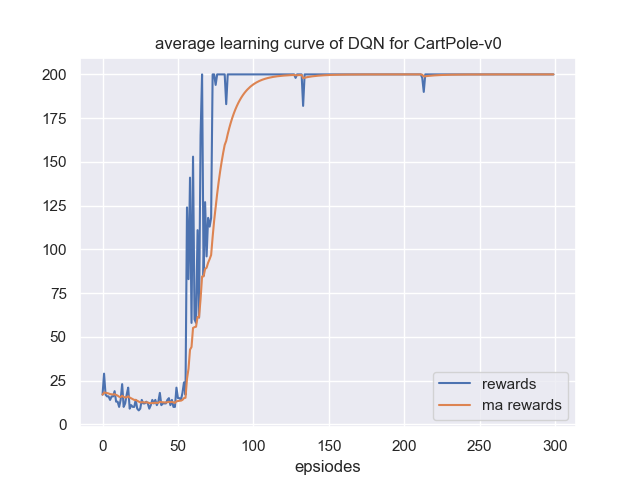 average learning curve of DQN for CartPole-v0
200
175
150
125
100
75
50
25
0
0 50 100 150 200 250 300
epsiodes
rewards
ma rewards